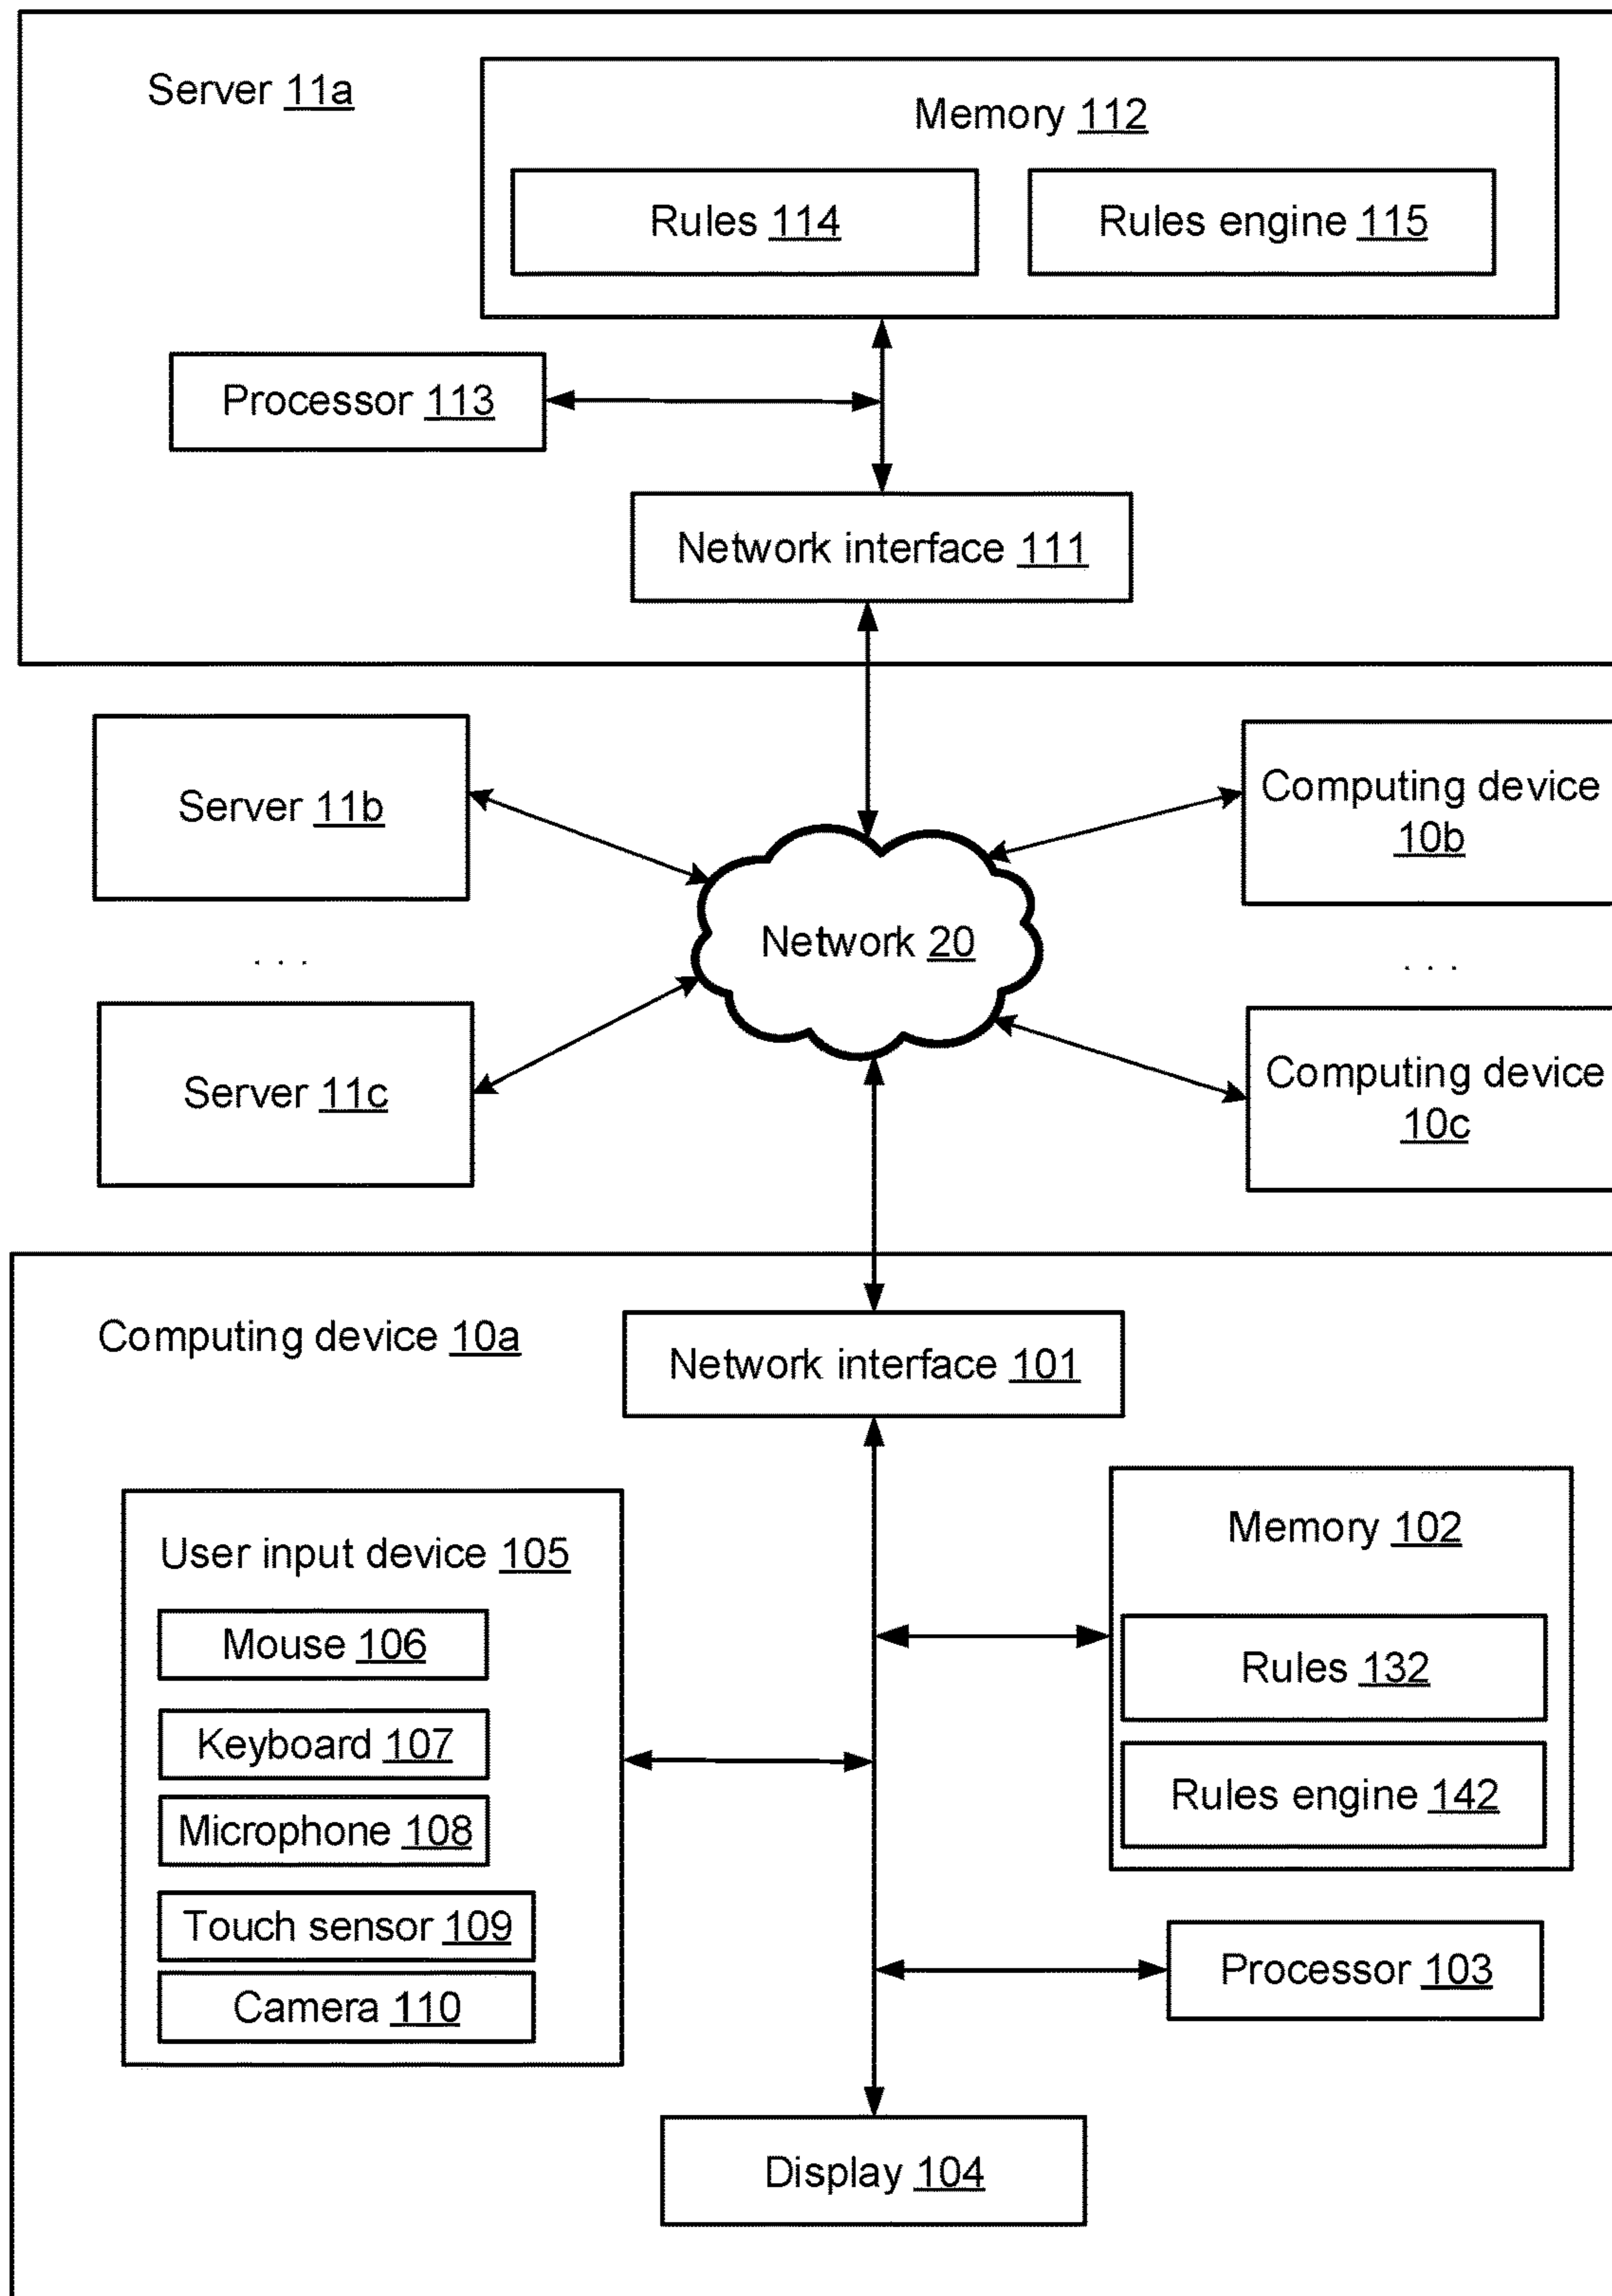 Server 11a
Memory 112
Rules 114
Rules engine 115
Processor 113
Network interface 111
Server 11b
Computing device
10b
Network 20
. . .
. . .
Server 11c
Computing device
10c
Computing device 10a
Network interface 101
User input device 105
Mouse 106
Keyboard 107
Microphone 108
Touch sensor 109
Camera 110
Memory 102
Rules 132
Rules engine 142
Processor 103
Display 104